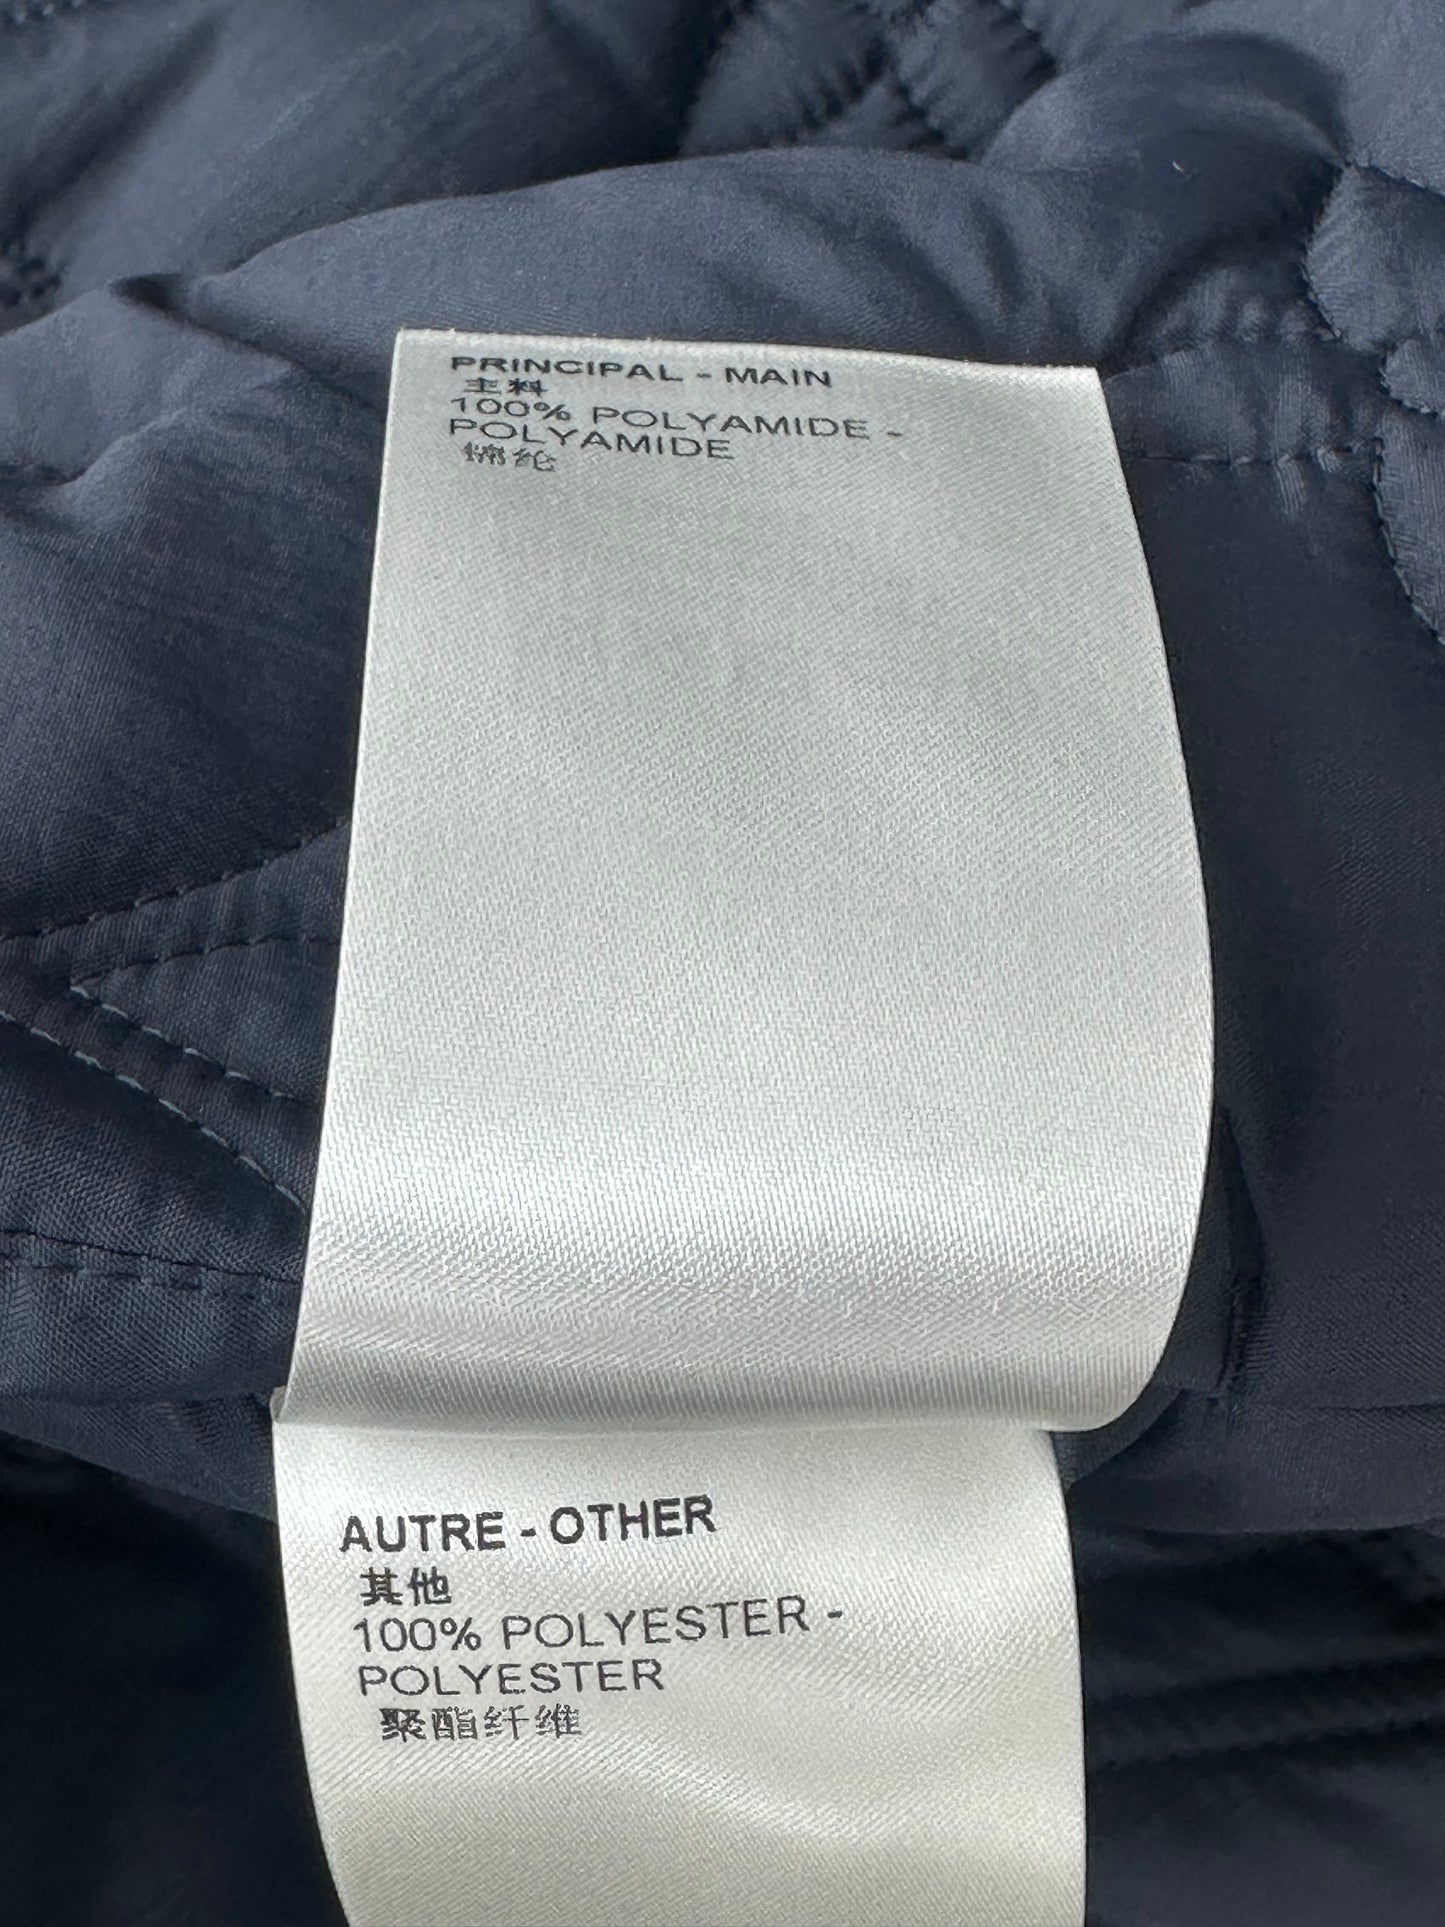 PRINCIPAL - MAIN
主料
100% POLYAMIDE -
POLYAMIDE
锦纶
AUTRE - OTHER
其他
100% POLYESTER -
POLYESTER
聚酯纤维